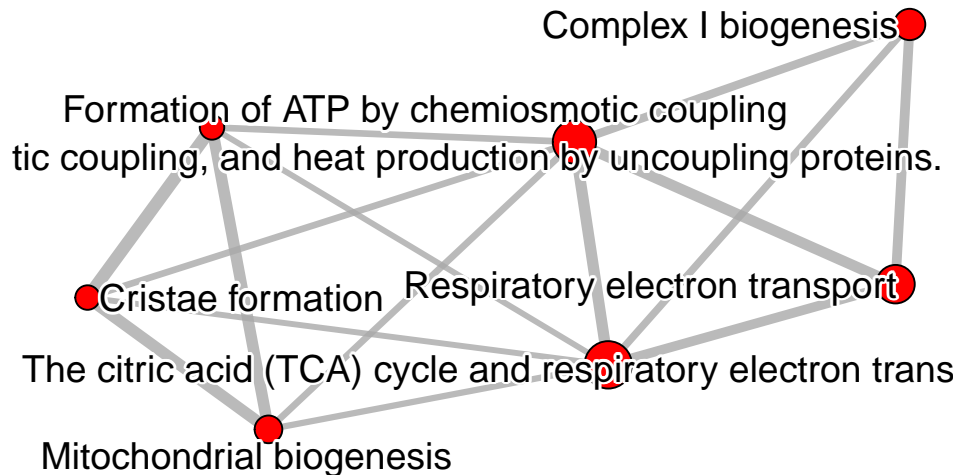 Complex I biogenesis
Formation of ATP by chemiosmotic coupling
tic coupling, and heat production by uncoupling proteins.
Respiratory electron transport
Cristae formation
The citric acid (TCA) cycle and respiratory electron trans
Mitochondrial biogenesis